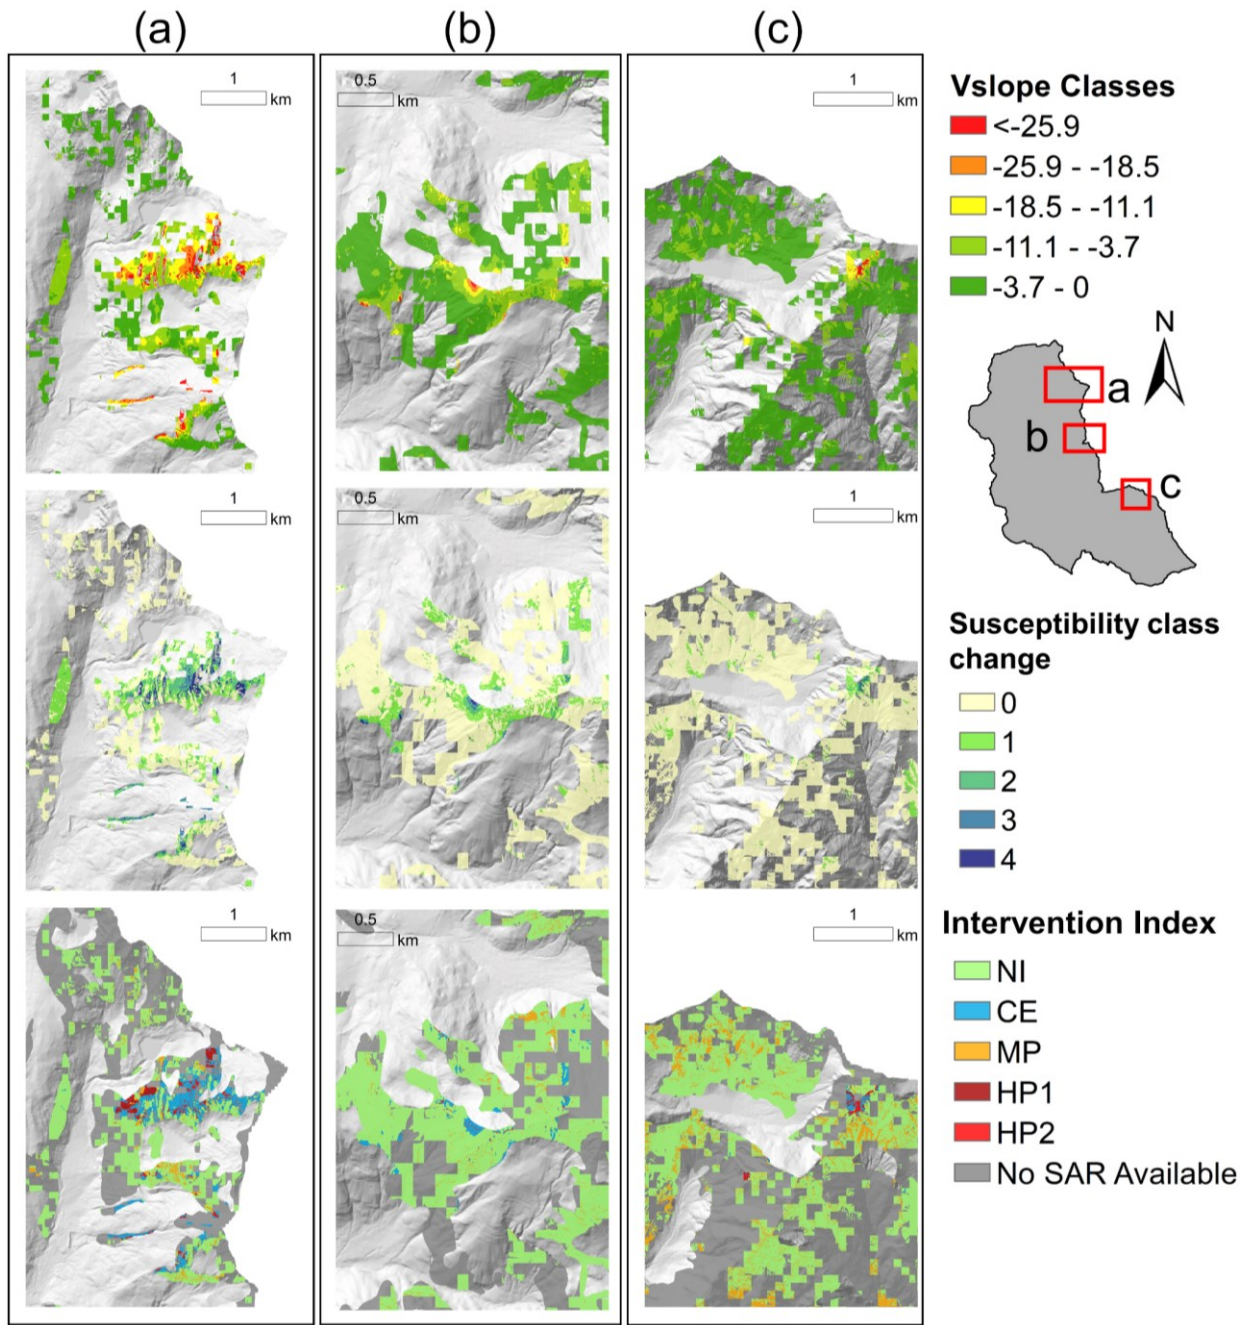 (a)
(b)
(c)
1
km
0.5
km
1
km
1
km
0.5
km
1
km
1
km
0.5
km
1
km
Vslope Classes
<-25.9
-25.9 - -18.5
-18.5 - -11.1
-11.1 - -3.7
-3.7 - 0
N
a
b
c
Susceptibility class
change
0
1
2
3
4
Intervention Index
NI
CE
MP
HP1
HP2
No SAR Available